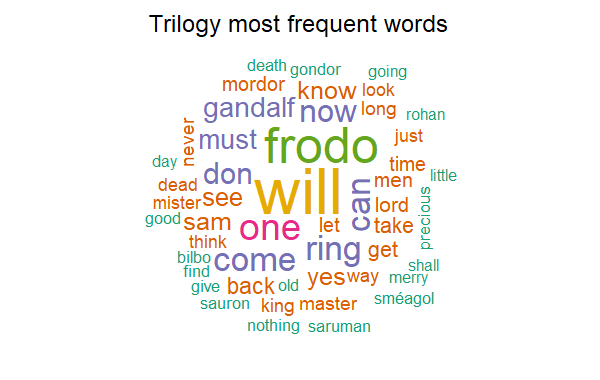 Trilogy most frequent words
death
gondor
going
mordor
know
look
gandalf
now
long
rohan
never
must
frodo
just
day
don
will
can
time
men
little
dead
see
lord
precious
mister
good
sam
one
let
take
think
come
ring
get
bilbo
find
shall
give
back
old
yes
way
merry
sauron
king
master
sméagol
nothing
saruman